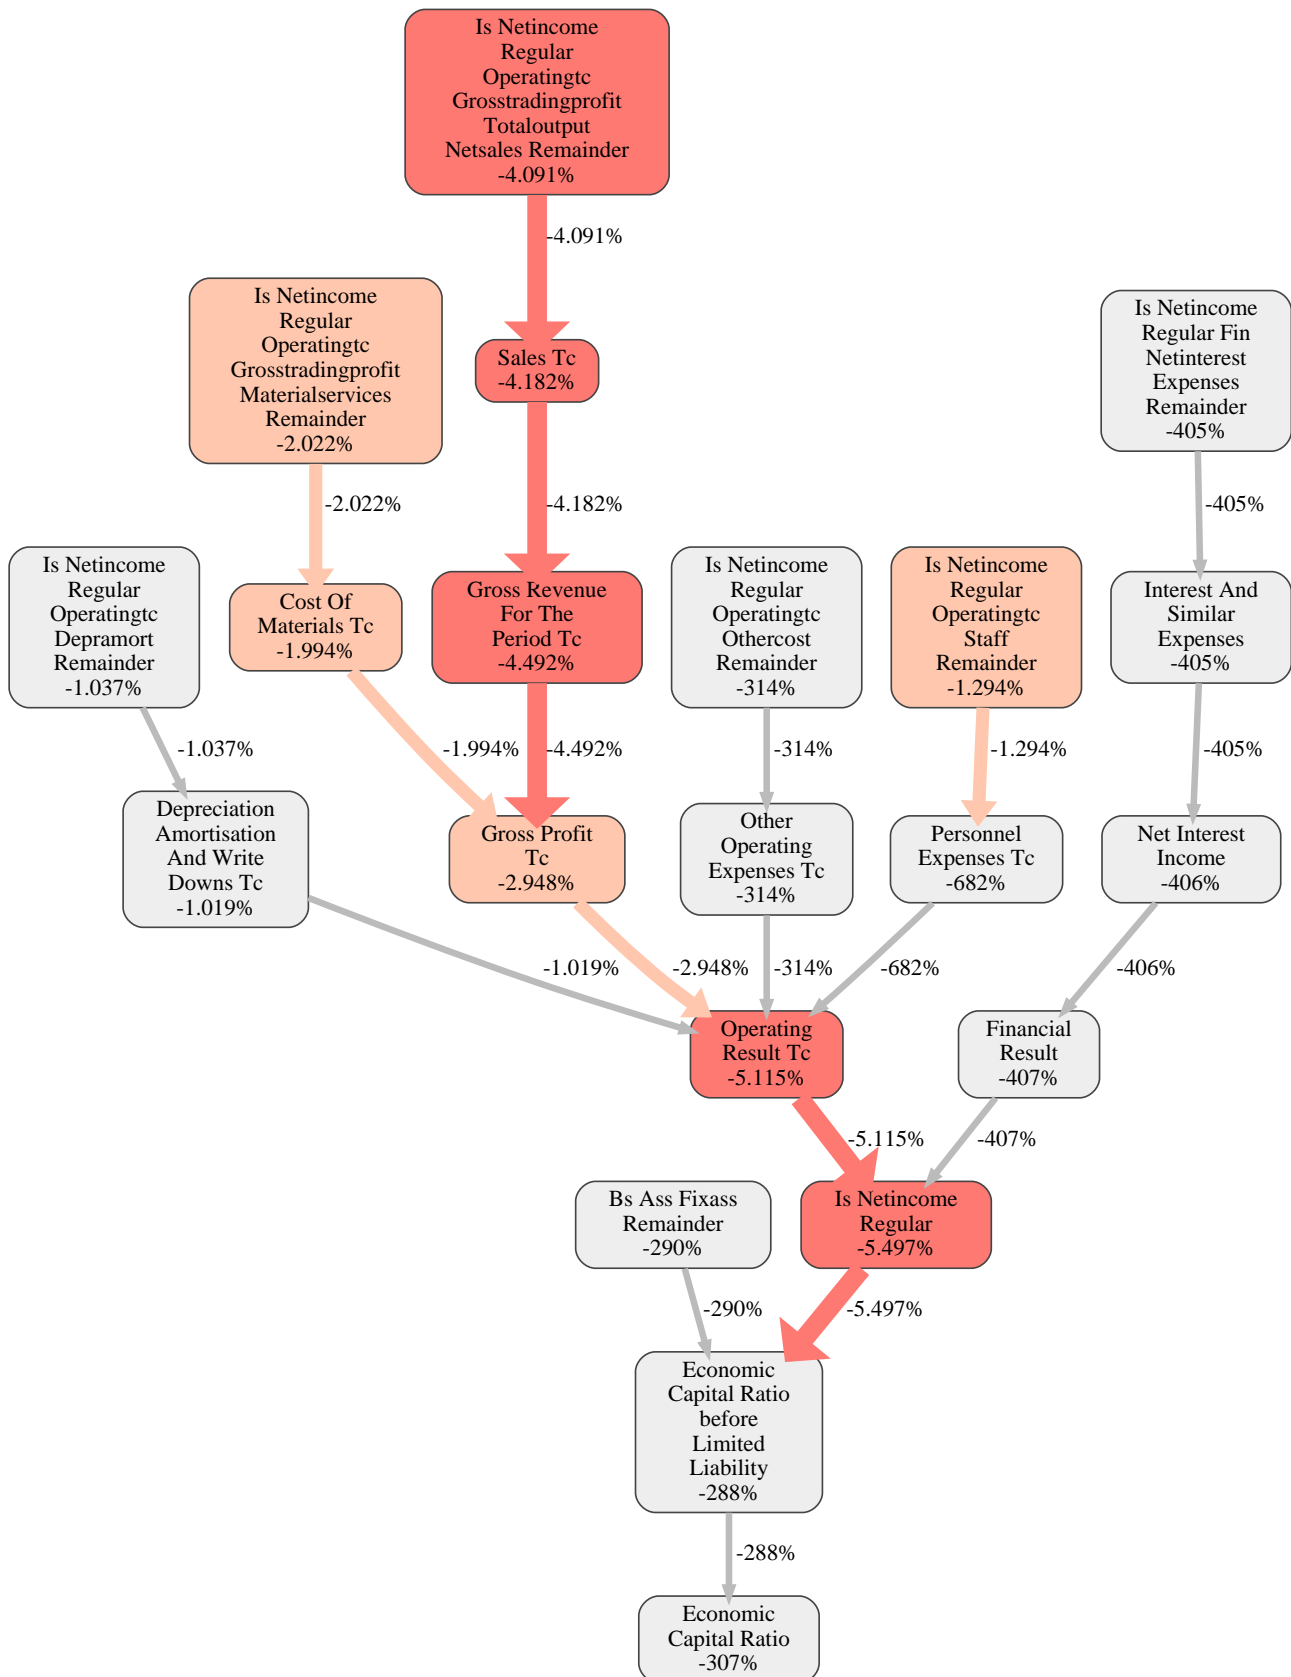 Is Netincome
Regular
Operatingtc
Grosstradingprofit
Totaloutput
Netsales Remainder
-4.091%
-4.091%
Is Netincome
Regular
Operatingtc
Grosstradingprofit
Materialservices
Remainder
-2.022%
Sales Tc
-4.182%
Is Netincome
Regular Fin
Netinterest
Expenses
Remainder
-405%
-2.022%
-4.182%
-405%
Is Netincome
Regular
Operatingtc
Depramort
Remainder
-1.037%
Cost Of
Materials Tc
-1.994%
Gross Revenue
For The
Period Tc
-4.492%
Is Netincome
Regular
Operatingtc
Othercost
Remainder
-314%
Is Netincome
Regular
Operatingtc
Staff
Remainder
-1.294%
Interest And
Similar
Expenses
-405%
-1.037%
-1.994%
-4.492%
-314%
-1.294%
-405%
Depreciation
Amortisation
And Write
Downs Tc
-1.019%
Gross Profit
Tc
-2.948%
Other
Operating
Expenses Tc
-314%
Personnel
Expenses Tc
-682%
Net Interest
Income
-406%
-1.019%
-2.948%
-314%
-682%
-406%
Operating
Result Tc
-5.115%
Financial
Result
-407%
-5.115%
-407%
Bs Ass Fixass
Remainder
-290%
Is Netincome
Regular
-5.497%
-290%
-5.497%
Economic
Capital Ratio
before
Limited
Liability
-288%
-288%
Economic
Capital Ratio
-307%